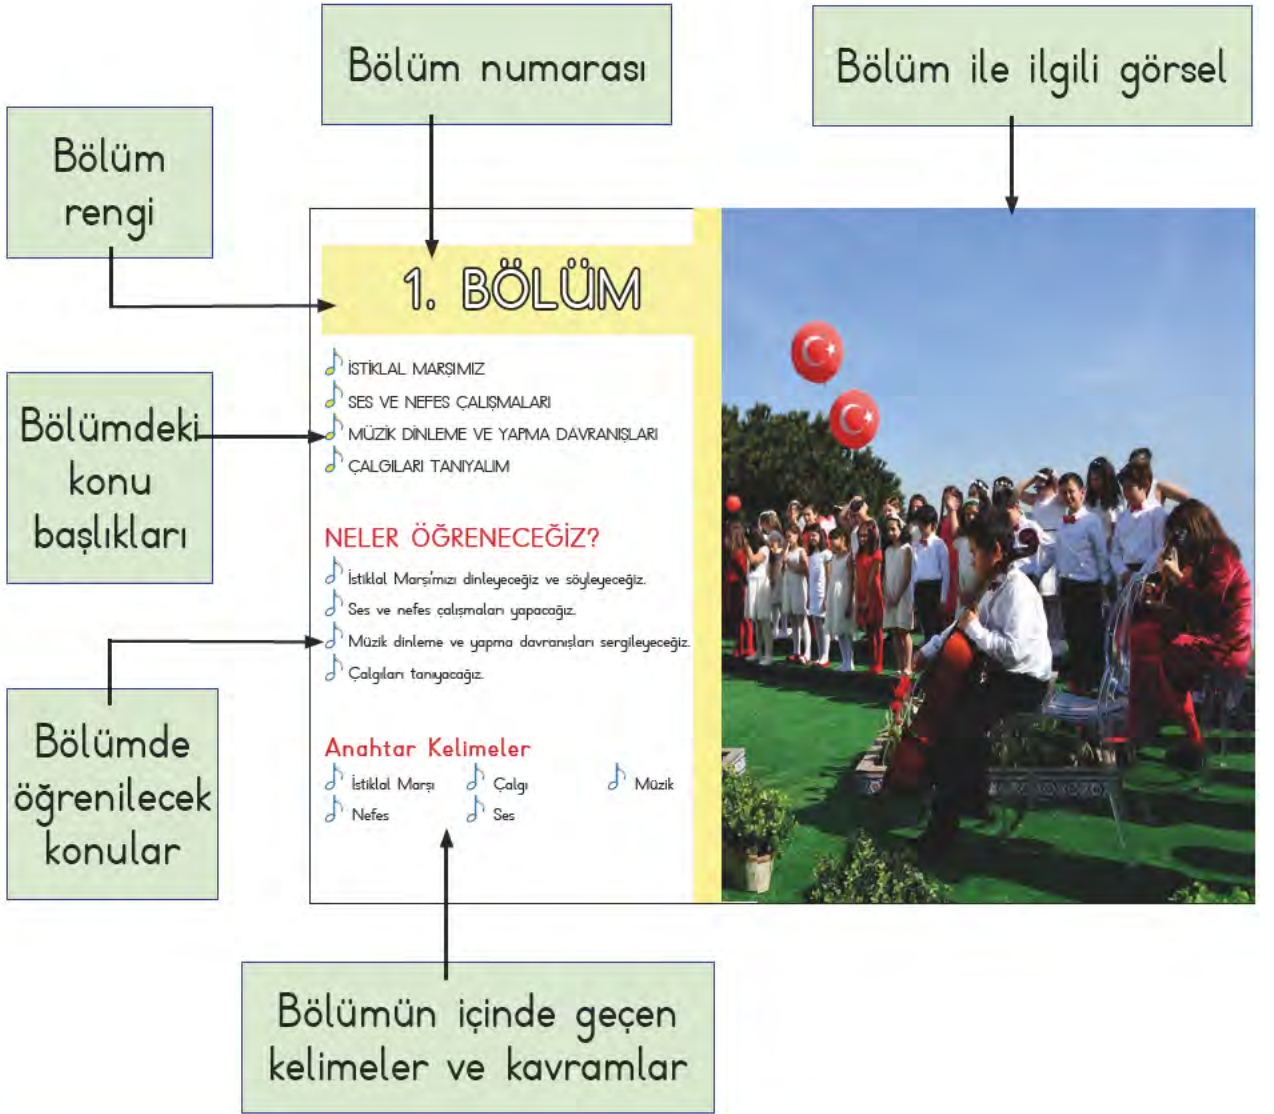 Bölüm numarası
Bölüm ile ilgili görsel
Bölüm
rengi
1. BÖLÜM
İSTİKLAL MARŞIMIZ
SES VE NEFES ÇALIŞMALARI
MÜZİK DİNLEME VE YAPMA DAVRANIŞLARI
ÇALGILARI TANIYALIM
Bölümdeki
konu
başlıkları
NELER ÖĞRENECEĞİZ?
İstiklal Marşı'mızı dinleyeceğiz ve söyleyeceğiz.
Ses ve nefes çalışmaları yapacağız.
Müzik dinleme ve yapma davranışları sergileyeceğiz.
Çalgıları tanıyacağız.
Bölümde
öğrenilecek
konular
Anahtar Kelimeler
İstiklal Marşı Çalgı Müzik
Nefes Ses
Bölümün içinde geçen
kelimeler ve kavramlar